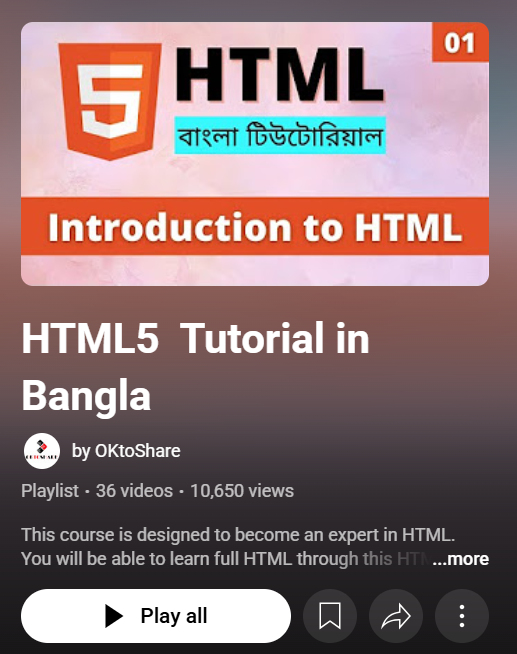 01
5
HTML
বাংলা টিউটোরিয়াল
Introduction to HTML
HTML5 Tutorial in
Bangla
OKTOSHARE
by OKtoShare
Playlist • 36 videos • 10,650 views
This course is designed to become an expert in HTML.
You will be able to learn full HTML through this HTM...more
Play all